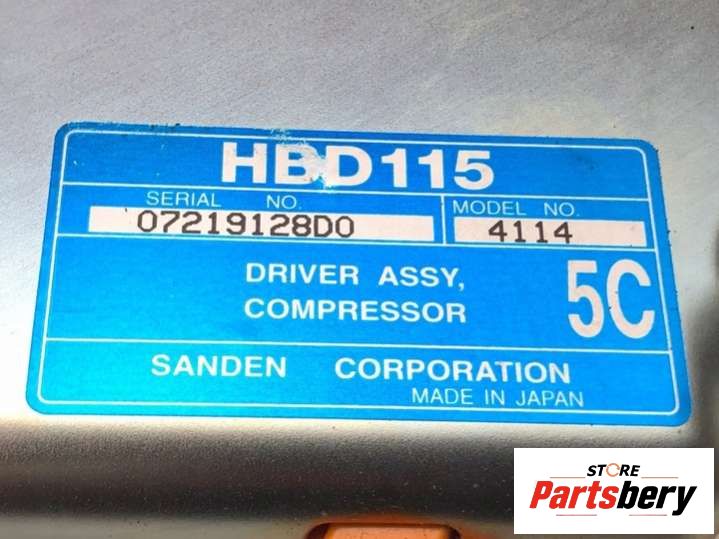 HBD115
SERIAL NO.
MODEL NO.
07219128D0
4114
DRIVER ASSY,
COMPRESSOR
5C
SANDEN CORPORATION
MADE IN JAPAN
STORE
Partsbery